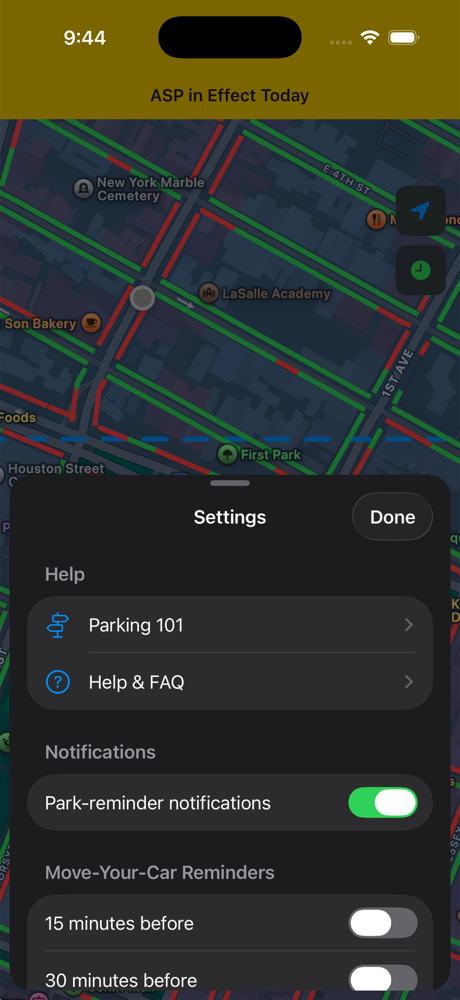 9:44
ASP in Effect Today
E 4TH ST
New York Marble
Cemetery
LaSalle Academy
Son Bakery
1ST AVE
Foods
First Park
Houston Street
Settings
Done
Help
Parking 101
Help & FAQ
Notifications
Park-reminder notifications
Move-Your-Car Reminders
15 minutes before
30 minutes before